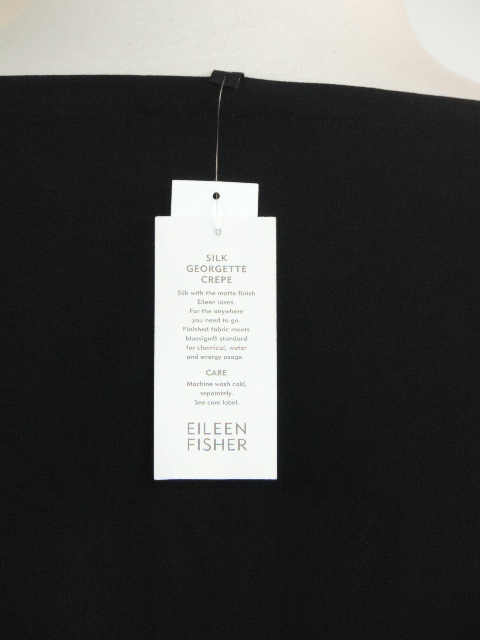 SILK
GEORGETTE
CREPE
Silk with the matte finish
Eileen loves.
For the anywhere
you need to go.
Finished fabric meets
bluesign® standard
for chemical, water
and energy usage.
CARE
Machine wash cold,
separately.
See care label.
EILEEN
FISHER